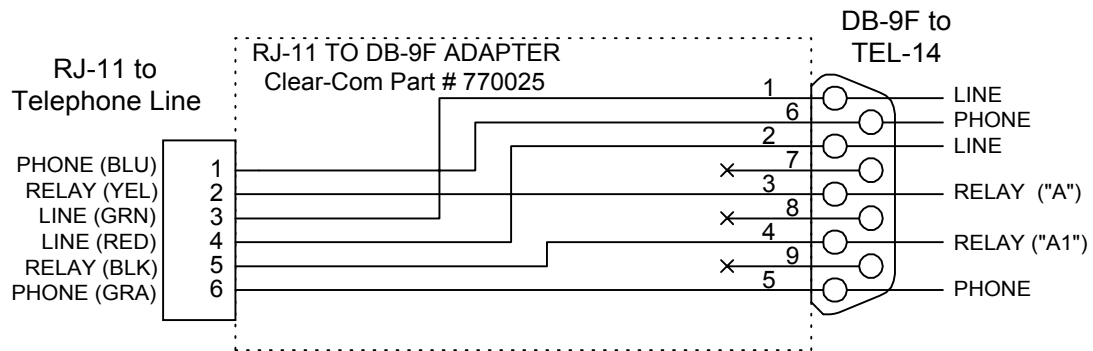 DB-9F to
TEL-14
RJ-11 TO DB-9F ADAPTER
Clear-Com Part # 770025
RJ-11 to
Telephone Line
PHONE (BLU) 1
RELAY (YEL) 2
LINE (GRN) 3
LINE (RED) 4
RELAY (BLK) 5
PHONE (GRA) 6
1 LINE
6 PHONE
2 LINE
7
3 RELAY ("A")
8
4 RELAY ("A1")
9
5 PHONE